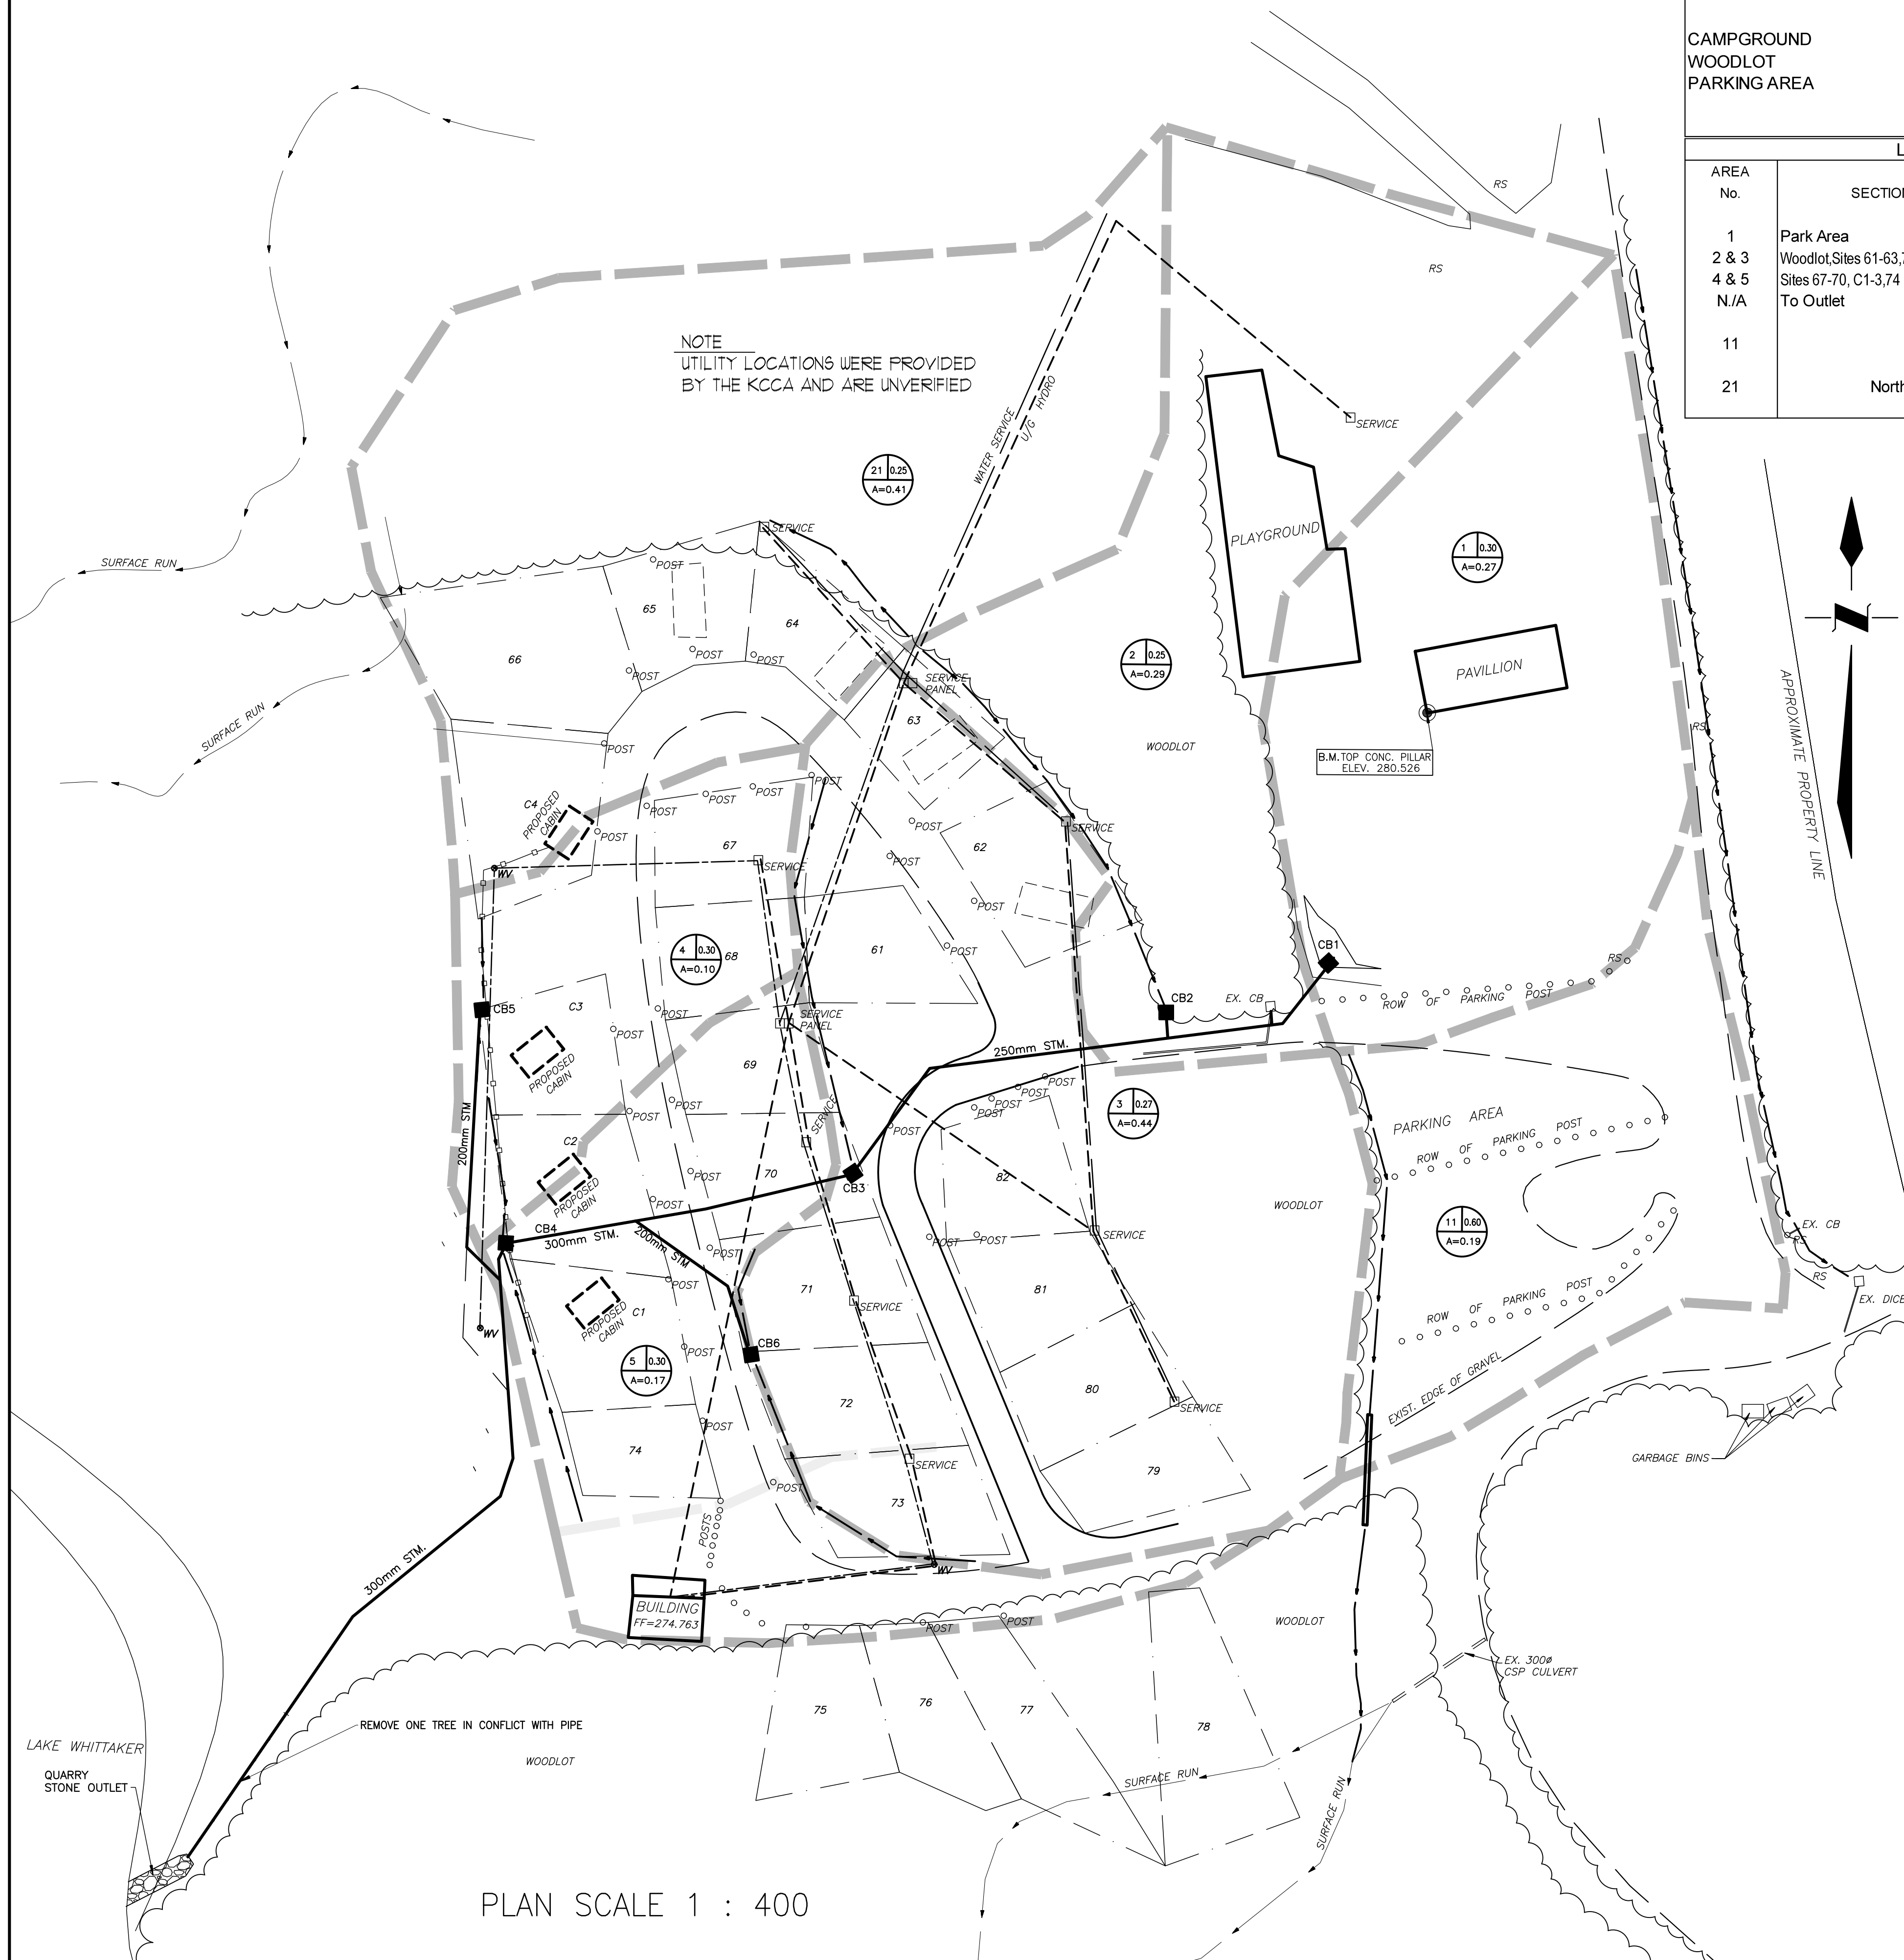 CAMPGROUND
WOODLOT
PARKING AREA
AREA
No.
1 Park Area
2 & 3 Woodlot,Sites 61-63,
4 & 5 Sites 67-70, C1-3,74
N./A To Outlet
11
21
NOTE
UTILITY LOCATIONS WERE PROVIDED
BY THE KCCA AND ARE UNVERIFIED
RS
RS
WATER SERVICE
U/G HYDRO
SERVICE
21 0.25
A=0.41
PLAYGROUND
1 0.30
A=0.27
SERVICE
SURFACE RUN
POST
65
64
66
POST
POST
POST
2 0.25
A=0.29
PAVILLION
SERVICE
PANEL
63
SURFACE RUN
POST
WOODLOT
RS
APPROXIMATE PROPERTY LINE
B.M.TOP CONC. PILLAR
ELEV. 280.526
POST
POST
POST
POST
C4
PROPOSED
CABIN
POST
POST
SERVICE
67
62
SERVICE
POST
WV
POST
4 0.30
A=0.10
68
61
POST
CB1
RS
CB2
EX. CB
ROW OF PARKING POST
CB5
C3
POST
POST
SERVICE
PANEL
250mm STM.
PROPOSED
CABIN
69
POST
POST
POST
POST
3 0.27
A=0.44
PARKING AREA
POST
POST
SERVICE
POST
ROW OF PARKING POST
200mm STM
C2
PROPOSED
CABIN
POST
70
CB3
82
POST
WOODLOT
11 0.60
A=0.19
EX. CB
RS
CB4
300mm STM.
200mm STM
POST
POST
POST
SERVICE
RS
EX. DICB
POST
C1
PROPOSED
CABIN
71
SERVICE
81
ROW OF PARKING POST
WV
CB6
POST
5 0.30
A=0.17
EXIST. EDGE OF GRAVEL
72
80
SERVICE
POST
74
SERVICE
79
GARBAGE BINS
POST
73
POSTS
300mm STM.
WV
BUILDING
FF=274.763
POST
POST
WOODLOT
EX. 300ø
CSP CULVERT
75
76
77
78
REMOVE ONE TREE IN CONFLICT WITH PIPE
LAKE WHITTAKER
WOODLOT
QUARRY
STONE OUTLET
SURFACE RUN
SURFACE RUN
PLAN SCALE 1 : 400